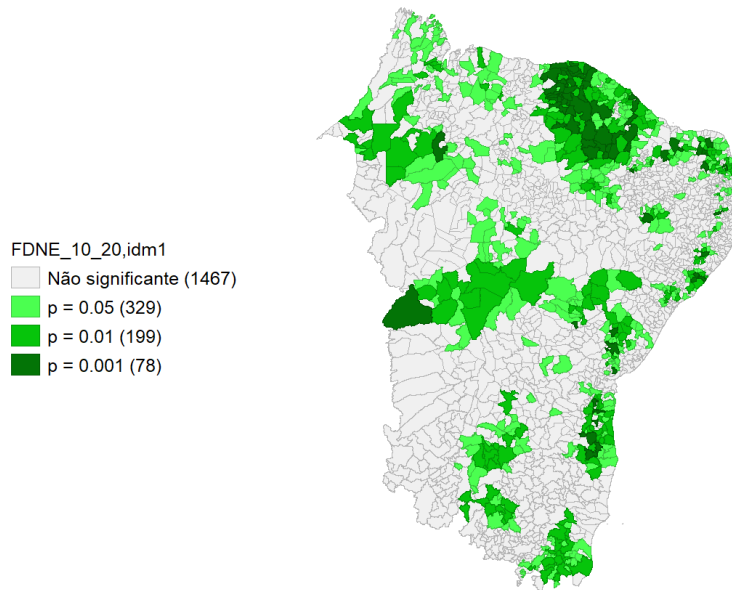 FDNE_10_20,idm1
Não significante (1467)
p = 0.05 (329)
p = 0.01 (199)
p = 0.001 (78)